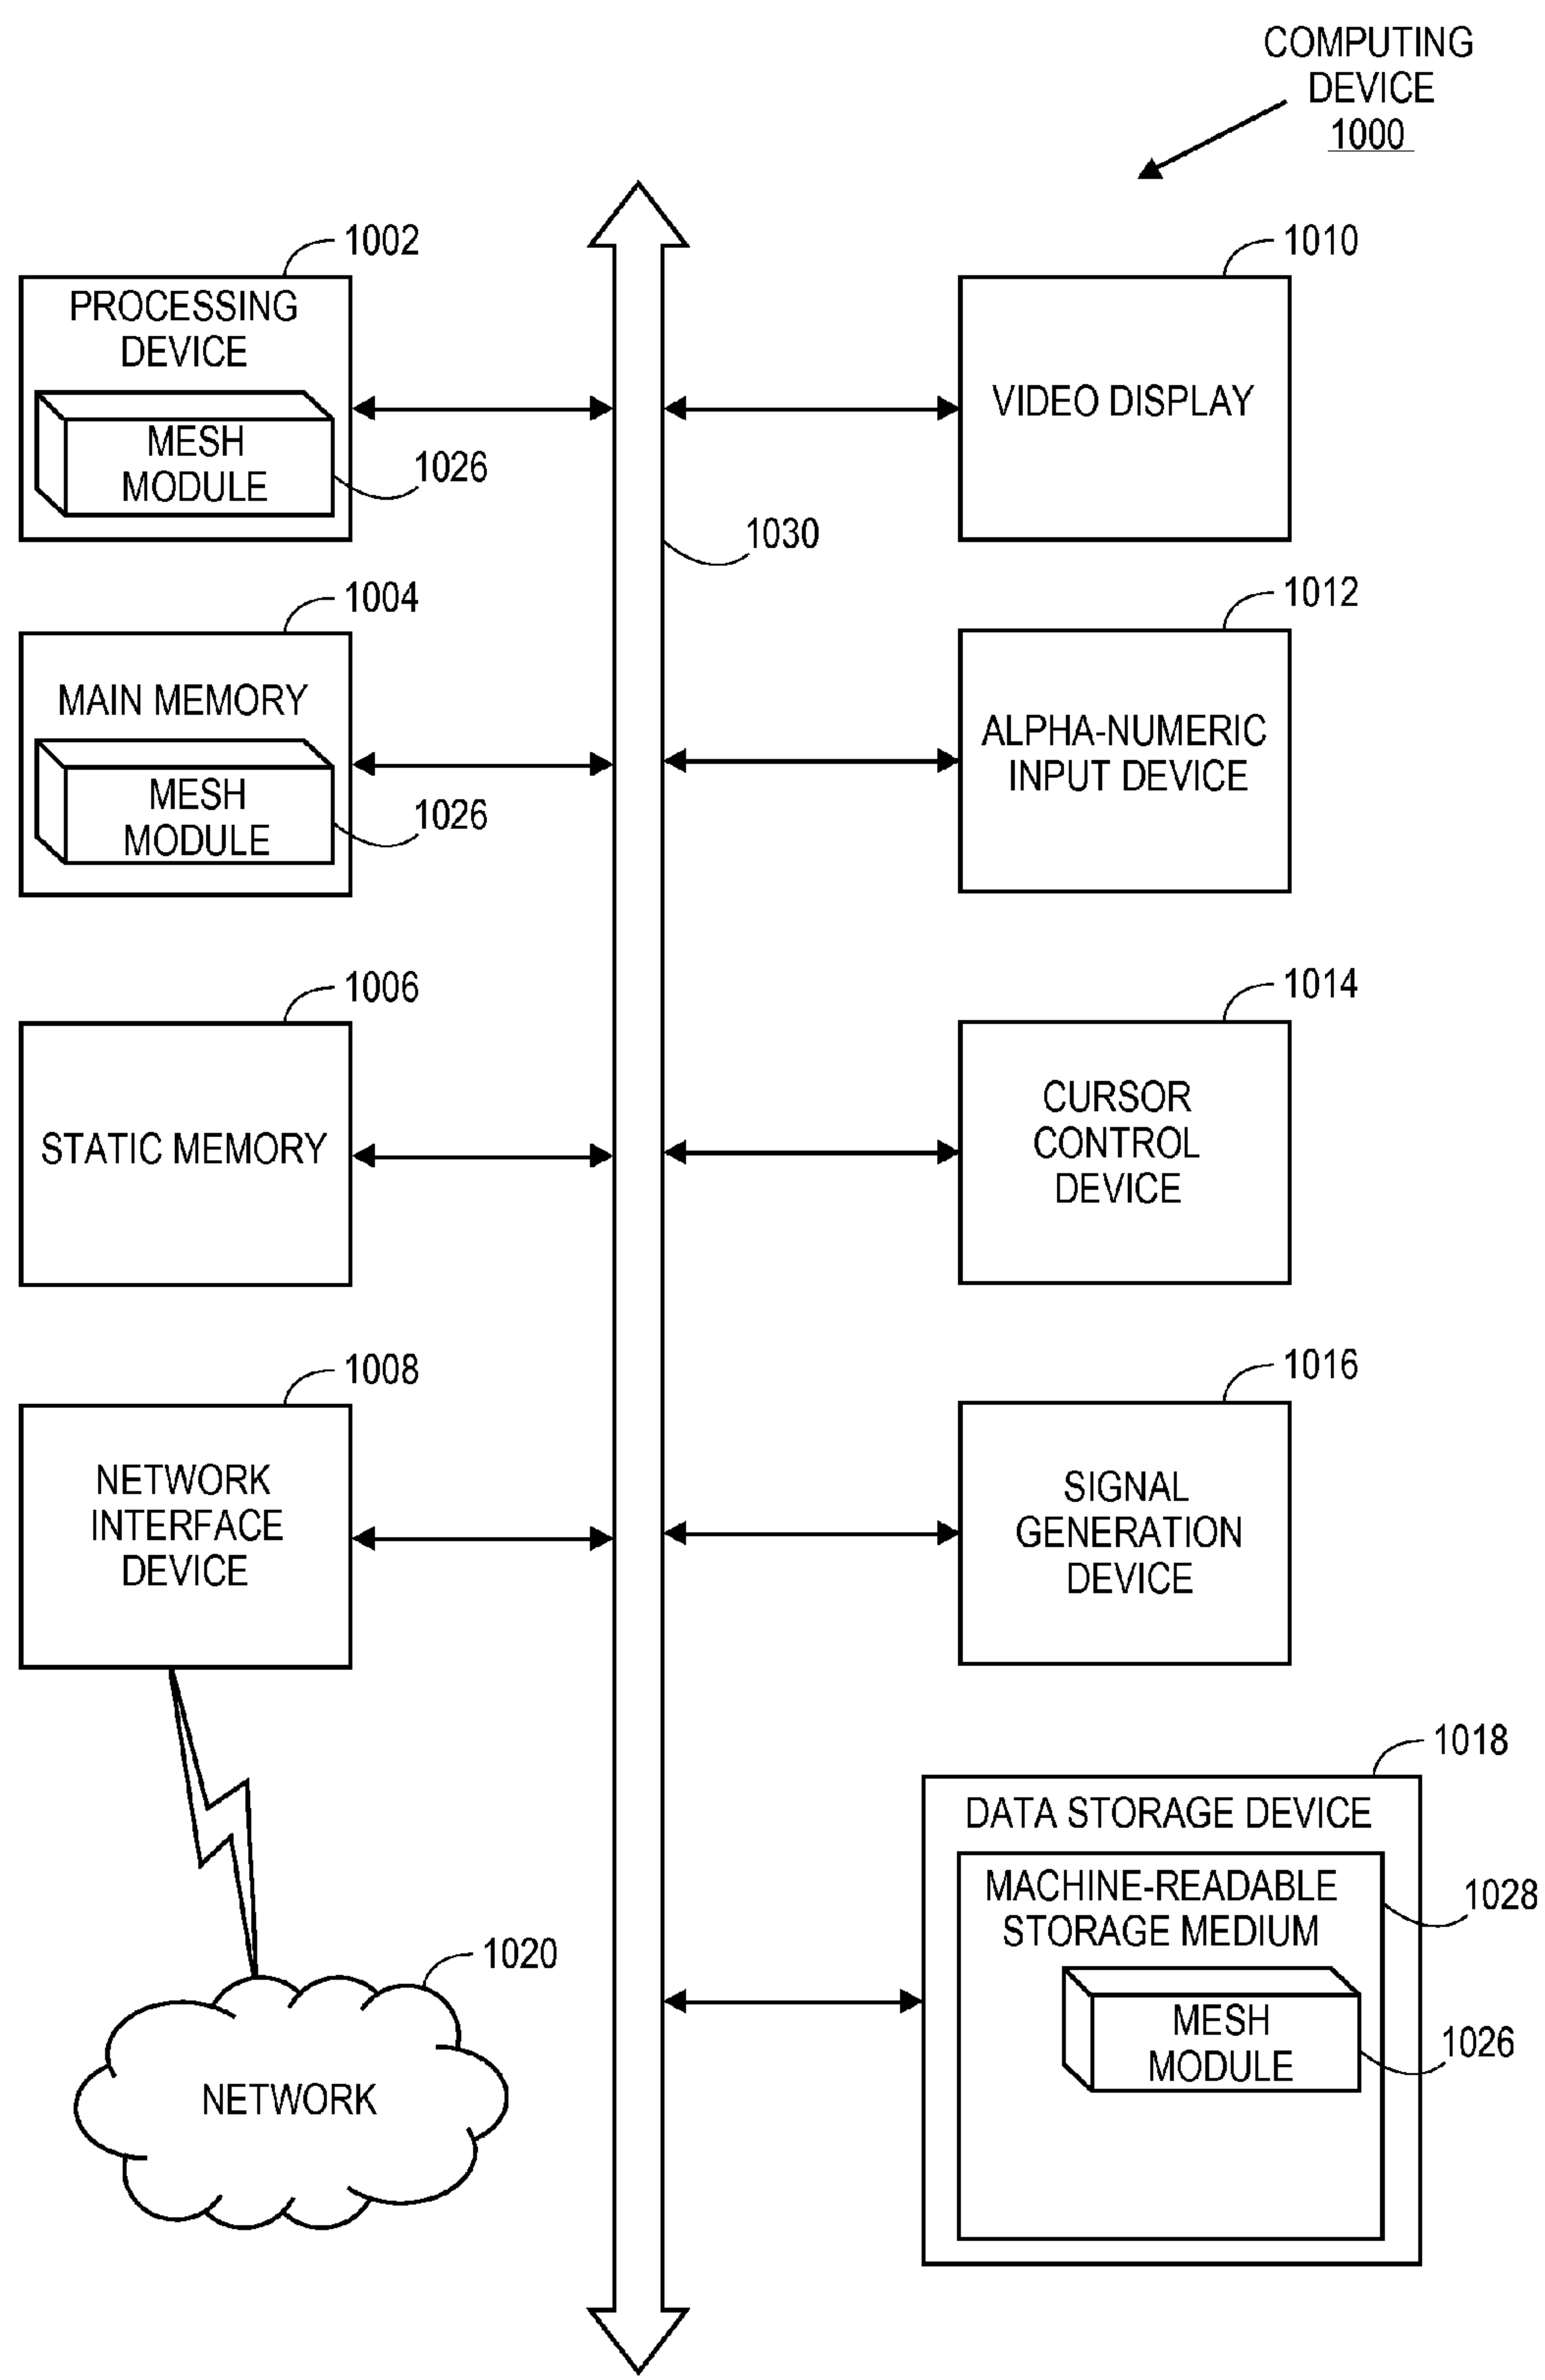 COMPUTING
DEVICE
1000
1002
PROCESSING
DEVICE
MESH
MODULE
1026
1030
1010
VIDEO DISPLAY
1004
MAIN MEMORY
MESH
MODULE
1026
1012
ALPHA-NUMERIC
INPUT DEVICE
1006
STATIC MEMORY
1014
CURSOR
CONTROL
DEVICE
1008
NETWORK
INTERFACE
DEVICE
1016
SIGNAL
GENERATION
DEVICE
1020
NETWORK
1018
DATA STORAGE DEVICE
MACHINE-READABLE
STORAGE MEDIUM
1028
MESH
MODULE
1026